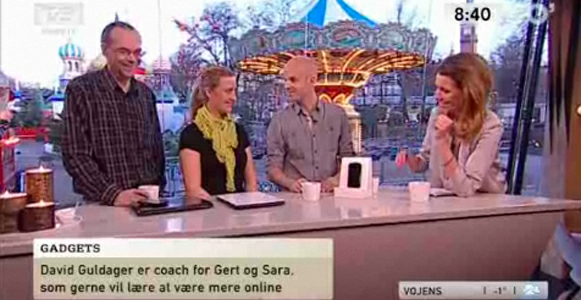 8:40
GADGETS
David Guldager er coach for Gert og Sara,
som gerne vil lære at være mere online
VOJENS -1°